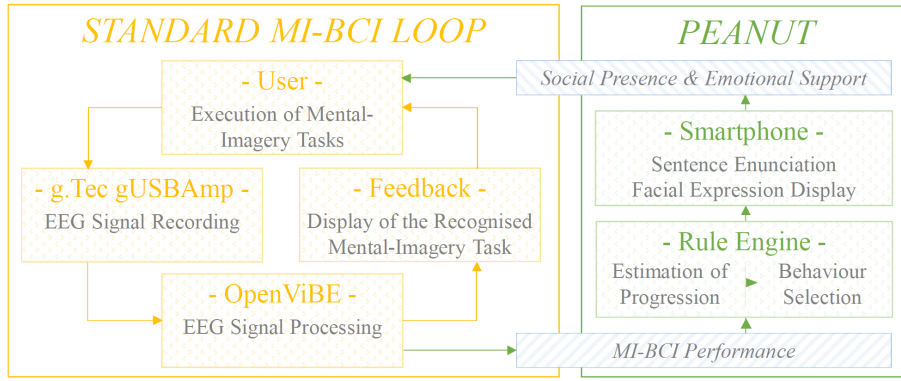 STANDARD MI-BCI LOOP
- User -
Execution of Mental-
Imagery Tasks
- g.Tec gUSBAmp -
EEG Signal Recording
- Feedback -
Display of the Recognised
Mental-Imagery Task
- OpenViBE -
EEG Signal Processing
PEANUT
Social Presence & Emotional Support
- Smartphone -
Sentence Enunciation
Facial Expression Display
- Rule Engine -
Estimation of
Progression
Behaviour
Selection
MI-BCI Performance